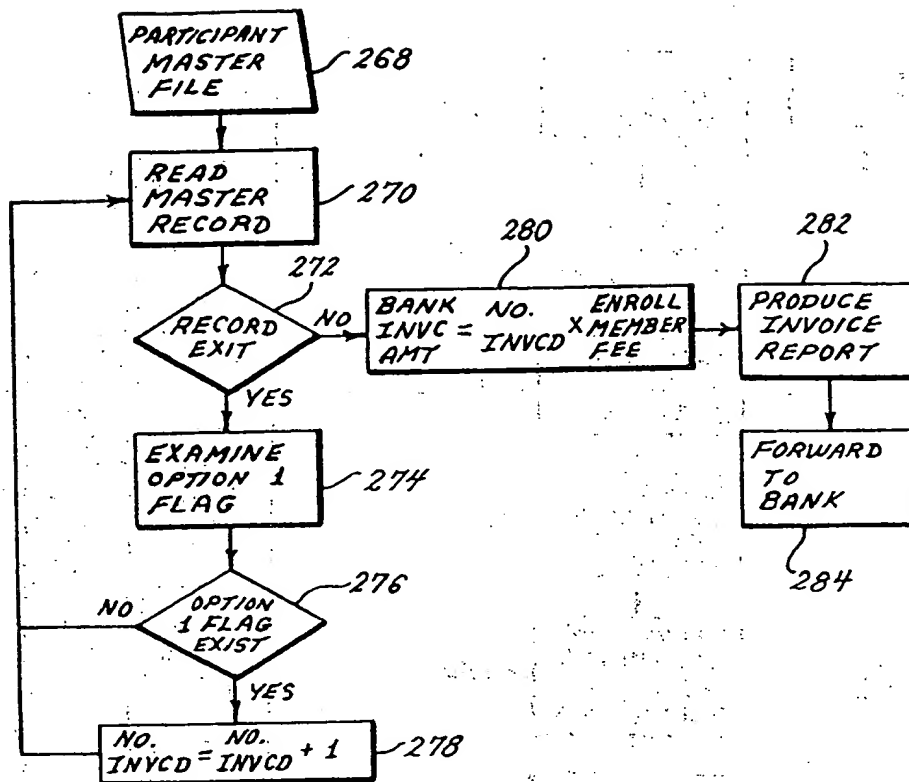 PARTICIPANT
MASTER
FILE
268
READ
MASTER
RECORD
270
272
RECORD
EXIT
NO
YES
280
BANK
INVC = NO. INVCD X ENROLL
AMT
MEMBER
FEE
282
PRODUCE
INVOICE
REPORT
FORWARD
TO
BANK
284
EXAMINE
OPTION 1
FLAG
274
276
OPTION
1 FLAG
EXIST
NO
YES
NO. NO.
INVCD = INVCD + 1
278